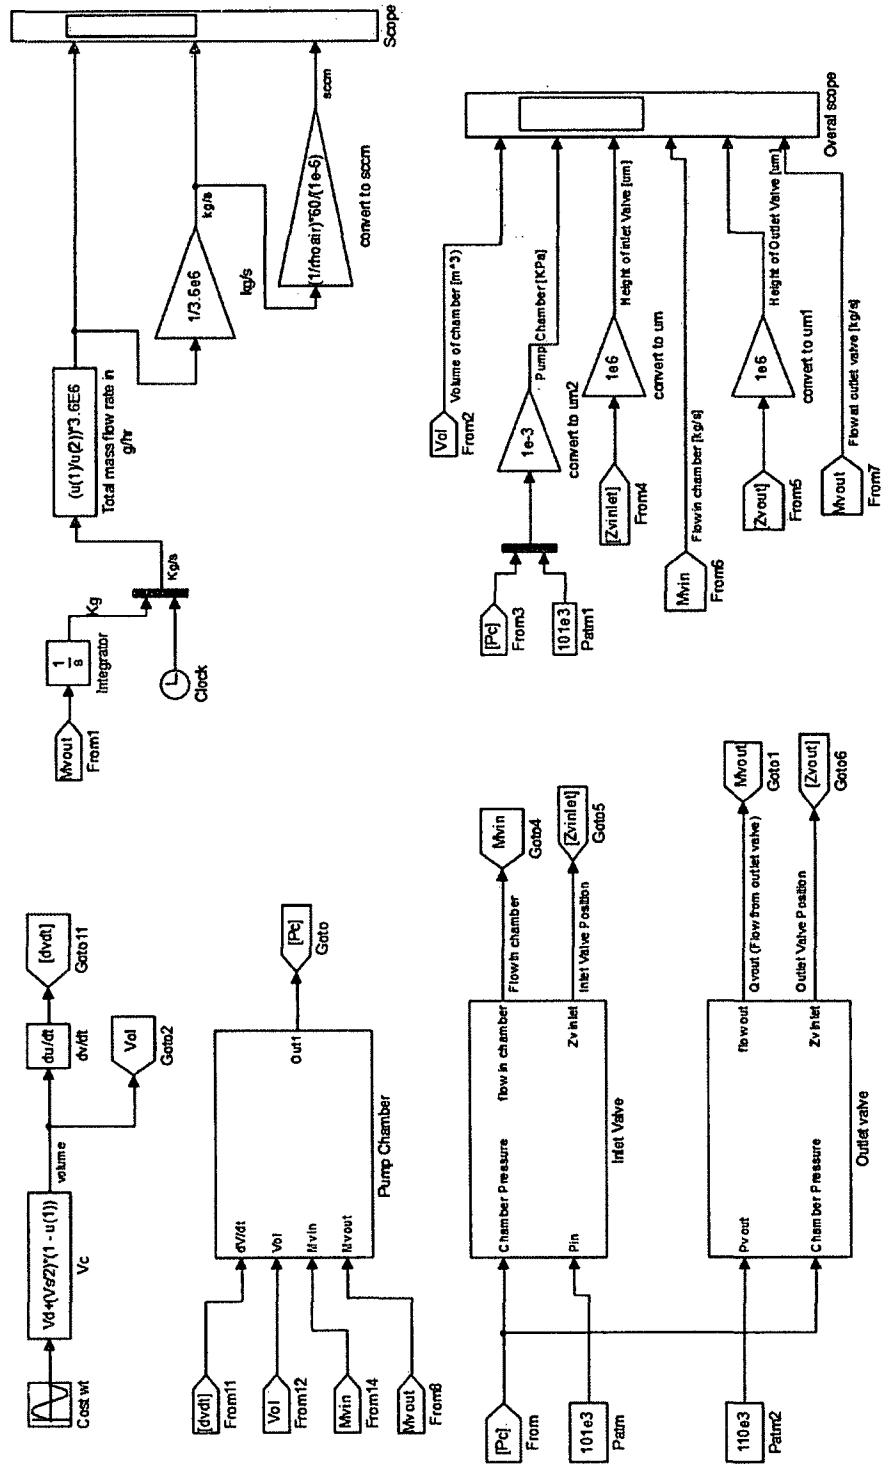 Cost wt
Vd+(Vs/2)*(1 - u(1))
Vc
volume
du/dt
dv/dt
[dvdt]
Goto11
Vol
Goto2
[dvdt]
From11
Vol
From12
Mvin
From14
Mvout
From8
dV/dt
Vol
Mvin
Mvout
Out1
Pump Chamber
[Pc]
Goto
[Pc]
From
101e3
Patm
110e3
Patm2
Chamber Pressure
Pin
flow in chamber
Zvinlet
Inlet Valve
Flow in chamber
Inlet Valve Position
Mvin
Goto4
[Zvinlet]
Goto5
Pvout
Chamber Pressure
flow out
Zvinlet
Outlet valve
Qvout (Flow from outlet valve)
Outlet Valve Position
Mvout
Goto1
[Zvout]
Goto6
Mvout
From1
1
s
Integrator
Kg
Clock
Kg/s
(u(1)/u(2))*3.6E6
Total mass flow rate in
g/hr
1/3.6e6
kg/s
kg/s
(1/rhoair)*60/(1e-6)
convert to sccm
sccm
Scope
Vol
From2
Volume of chamber [m^3]
[Pc]
From3
101e3
Patm1
1e-3
convert to um2
Pump Chamber [KPa]
[Zvinlet]
From4
1e6
convert to um
Height of inlet Valve [um]
Mvin
From6
Flow in chamber [kg/s]
[Zvout]
From5
1e6
convert to um1
Height of Outlet Valve [um]
Mvout
From7
Flow at outlet valve [kg/s]
Overal scope